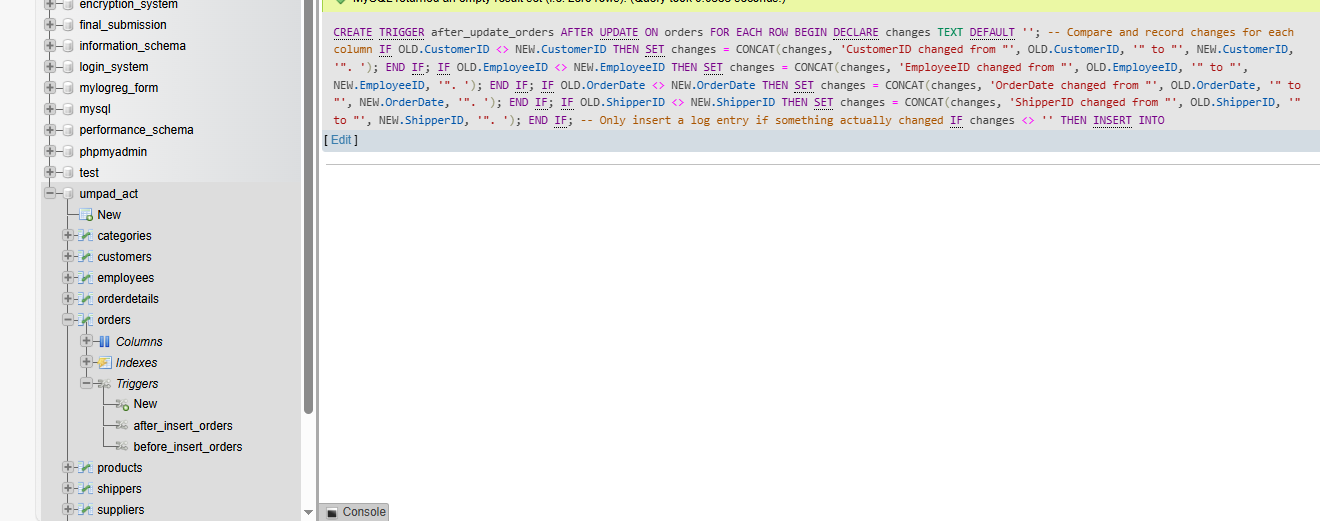 encryption_system
final_submission
information_schema
login_system
mylogreg_form
mysql
performance_schema
phpmyadmin
test
umpad_act
New
categories
customers
employees
orderdetails
orders
Columns
Indexes
Triggers
New
after_insert_orders
before_insert_orders
products
shippers
suppliers
MySQL returned an empty result set (i.e. zero rows). (Query took
seconds.)
CREATE TRIGGER after_update_orders AFTER UPDATE ON orders FOR EACH ROW BEGIN DECLARE changes TEXT DEFAULT ''; -- Compare and record changes for each
column IF OLD.CustomerID <> NEW.CustomerID THEN SET changes = CONCAT(changes, 'CustomerID changed from "', OLD.CustomerID, '" to "', NEW.CustomerID,
'". '); END IF; IF OLD.EmployeeID <> NEW.EmployeeID THEN SET changes = CONCAT(changes, 'EmployeeID changed from "', OLD.EmployeeID, '" to "',
NEW.EmployeeID, '". '); END IF; IF OLD.OrderDate <> NEW.OrderDate THEN SET changes = CONCAT(changes, 'OrderDate changed from "', OLD.OrderDate, '" to
"', NEW.OrderDate, '". '); END IF; IF OLD.ShipperID <> NEW.ShipperID THEN SET changes = CONCAT(changes, 'ShipperID changed from "', OLD.ShipperID, '"
to "', NEW.ShipperID, '". '); END IF; -- Only insert a log entry if something actually changed IF changes <> '' THEN INSERT INTO
[ Edit ]
Console